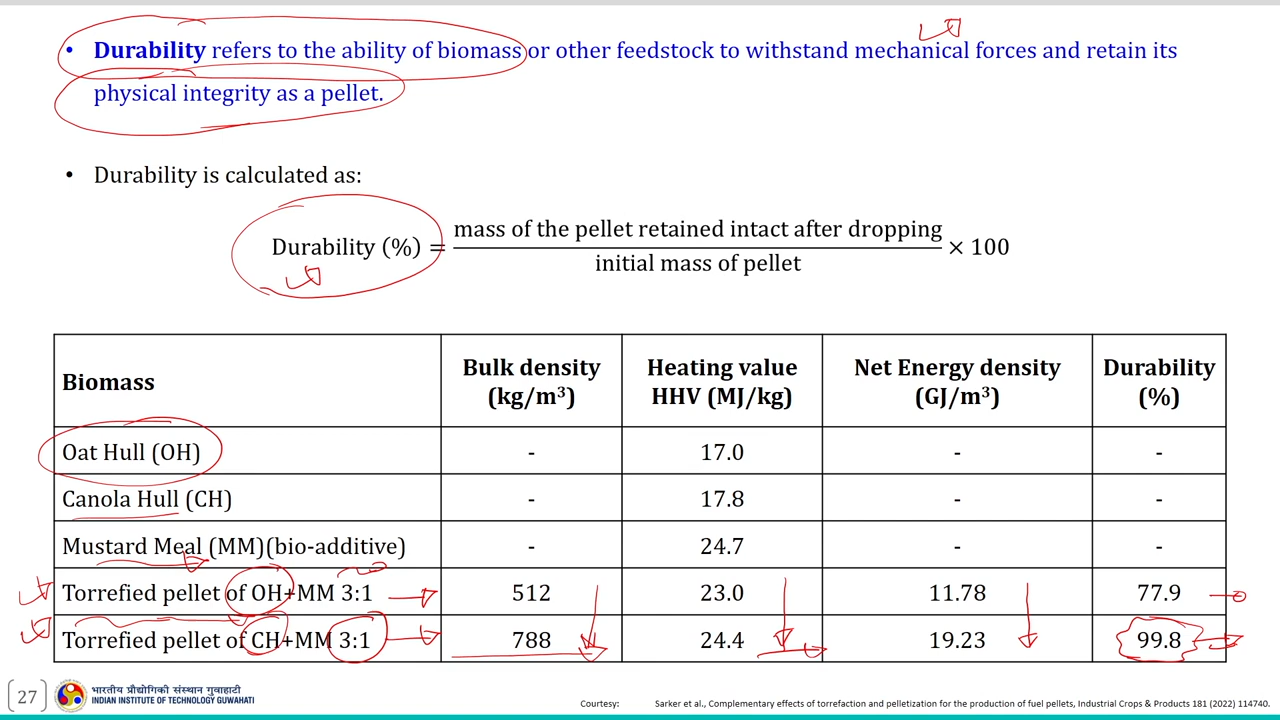 • Durability refers to the ability of biomass or other feedstock to withstand mechanical forces and retain its
physical integrity as a pellet.
• Durability is calculated as:
Durability (%) = mass of the pellet retained intact after dropping / initial mass of pellet × 100
Biomass Bulk density (kg/m³) Heating value HHV (MJ/kg) Net Energy density (GJ/m³) Durability (%)
Oat Hull (OH) - 17.0 - -
Canola Hull (CH) - 17.8 - -
Mustard Meal (MM)(bio-additive) - 24.7 - -
Torrefied pellet of OH+MM 3:1 512 23.0 11.78 77.9
Torrefied pellet of CH+MM 3:1 788 24.4 19.23 99.8
27
भारतीय प्रौद्योगिकी संस्थान गुवाहाटी
INDIAN INSTITUTE OF TECHNOLOGY GUWAHATI
Courtesy: Sarker et al., Complementary effects of torrefaction and pelletization for the production of fuel pellets, Industrial Crops & Products 181 (2022) 114740.